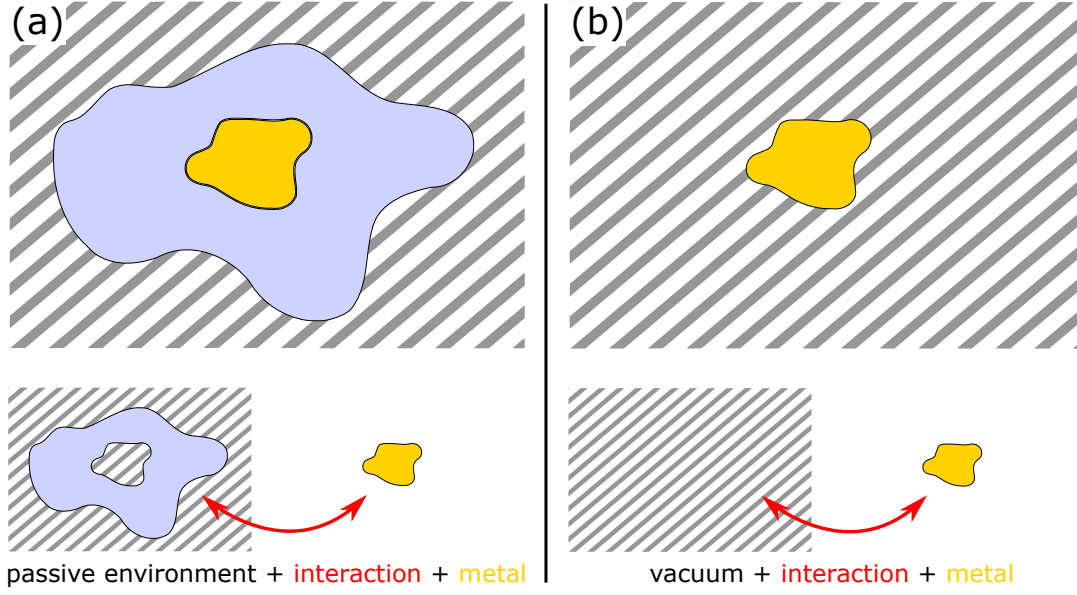 (a)
(b)
passive environment + interaction + metal
vacuum + interaction + metal